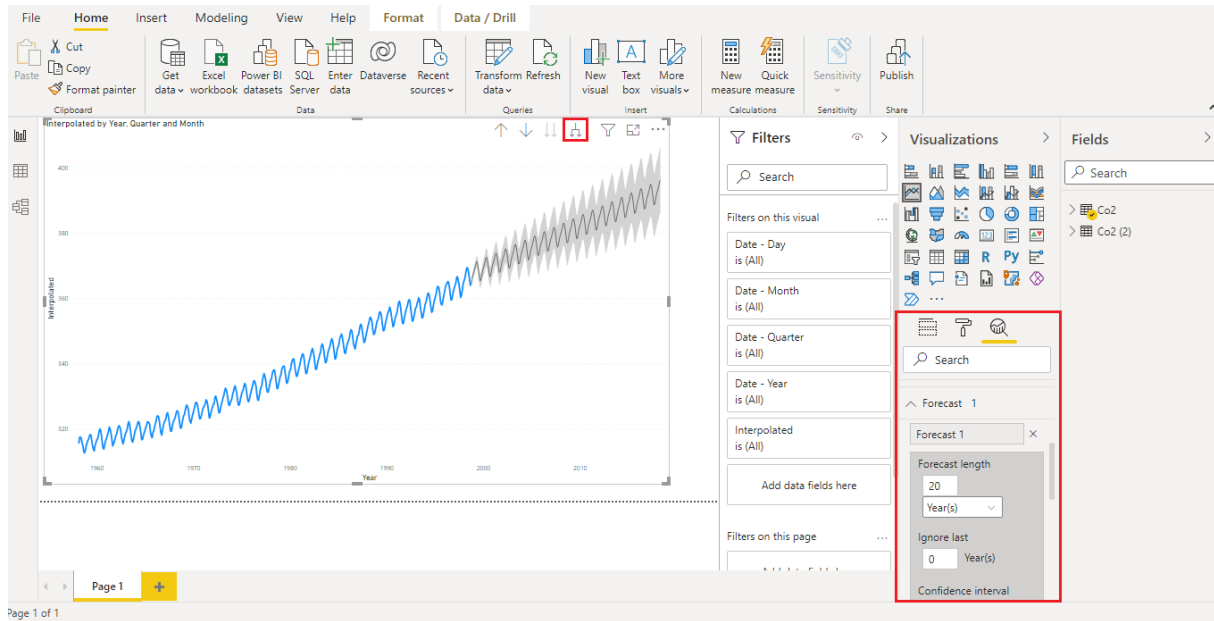 File Home Insert Modeling View Help Format Data / Drill
Paste
Cut
Copy
Format painter
Clipboard
Get data
Excel workbook
Power BI datasets
SQL Server
Enter data
Dataverse
Recent sources
Data
Transform data
Refresh
Queries
New visual
Text box
More visuals
Insert
New measure
Quick measure
Calculations
Sensitivity
Sensitivity
Publish
Share
Interpolated by Year, Quarter and Month
400
380
360
340
320
Interpolated
1960 1970 1980 1990 2000 2010
Year
Filters
Search
Filters on this visual
Date - Day
is (All)
Date - Month
is (All)
Date - Quarter
is (All)
Date - Year
is (All)
Interpolated
is (All)
Add data fields here
Filters on this page
Visualizations
123
R Py
Search
Forecast 1
Forecast 1
Forecast length
20
Year(s)
Ignore last
0 Year(s)
Confidence interval
Fields
Search
Co2
Co2 (2)
Page 1
Page 1 of 1